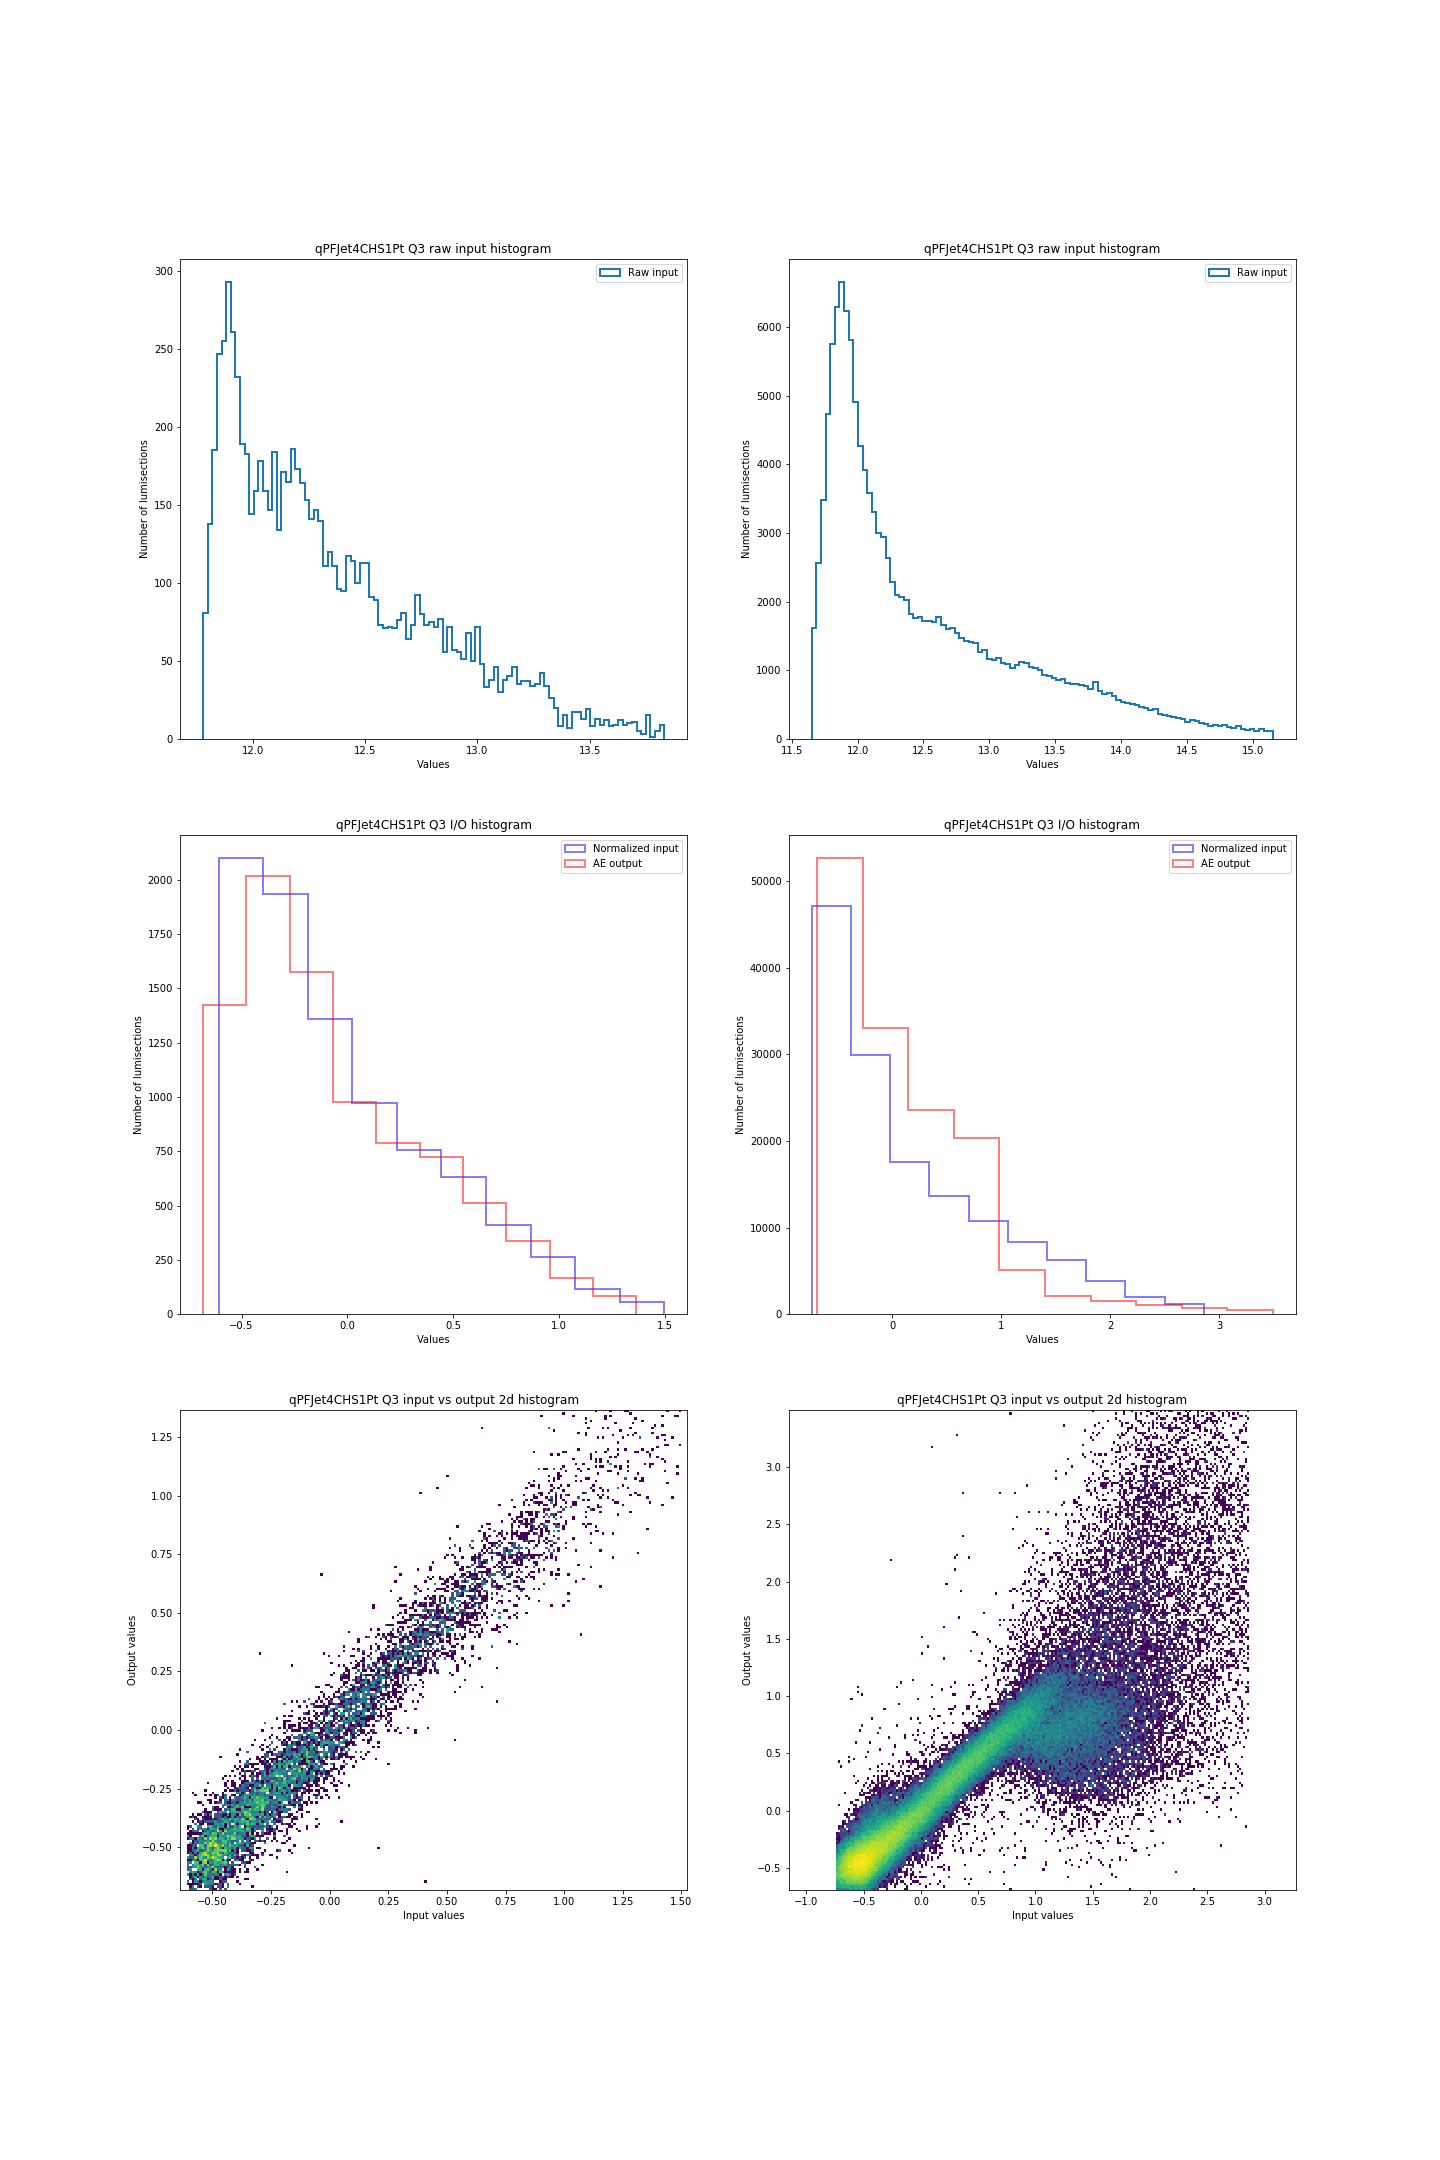 qPFJet4CHS1Pt Q3 raw input histogram
Raw input
Number of lumisections
300
250
200
150
100
50
0
12.0 12.5 13.0 13.5
Values
qPFJet4CHS1Pt Q3 raw input histogram
Raw input
Number of lumisections
6000
5000
4000
3000
2000
1000
0
11.5 12.0 12.5 13.0 13.5 14.0 14.5 15.0
Values
qPFJet4CHS1Pt Q3 I/O histogram
Normalized input
AE output
Number of lumisections
2000
1750
1500
1250
1000
750
500
250
0
−0.5 0.0 0.5 1.0 1.5
Values
qPFJet4CHS1Pt Q3 I/O histogram
Normalized input
AE output
Number of lumisections
50000
40000
30000
20000
10000
0
0 1 2 3
Values
qPFJet4CHS1Pt Q3 input vs output 2d histogram
Output values
1.25
1.00
0.75
0.50
0.25
0.00
−0.25
−0.50
−0.50 −0.25 0.00 0.25 0.50 0.75 1.00 1.25 1.50
Input values
qPFJet4CHS1Pt Q3 input vs output 2d histogram
Output values
3.0
2.5
2.0
1.5
1.0
0.5
0.0
−0.5
−1.0 −0.5 0.0 0.5 1.0 1.5 2.0 2.5 3.0
Input values